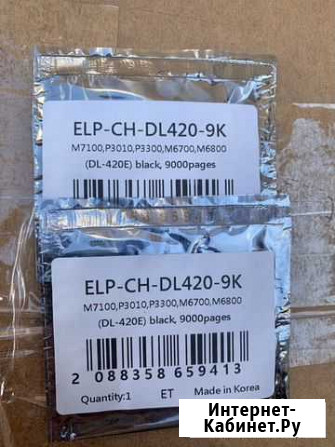 ELP-CH-DL420-9K
M7100,P3010,P3300,M6700,M6800
(DL-420E) black, 9000pages
ELP-CH-DL420-9K
M7100,P3010,P3300,M6700,M6800
(DL-420E) black, 9000pages
2 088358 659413
Quantity:1 ET Made in Korea
Интернет-
Кабинет.Ру